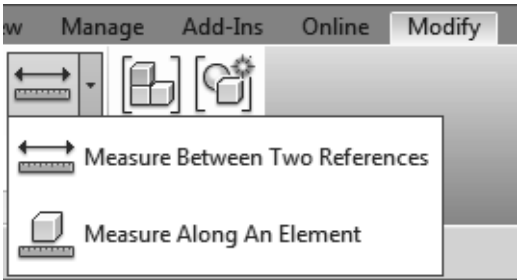 Manage Add-Ins Online Modify
Measure Between Two References
Measure Along An Element